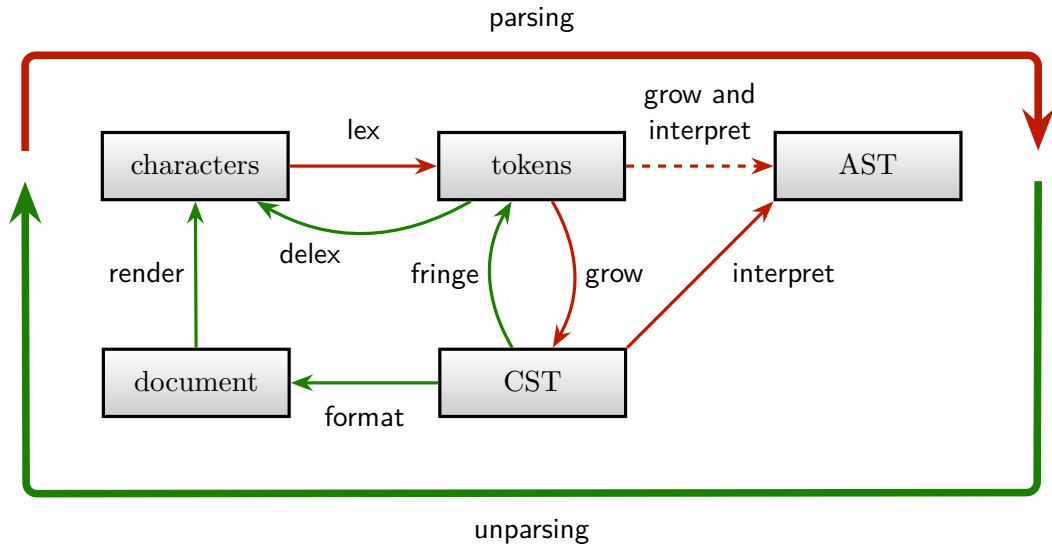 parsing
grow and
interpret
lex
characters
tokens
AST
delex
render
fringe
grow
interpret
document
CST
format
unparsing